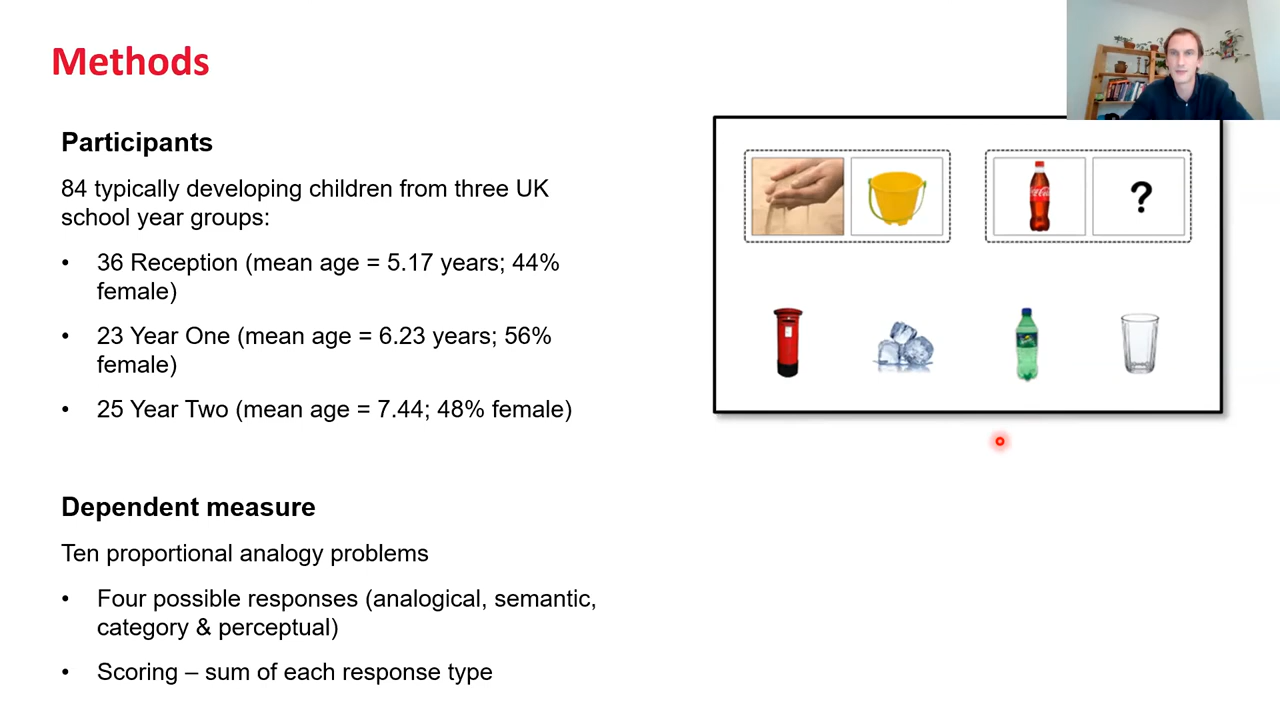 Methods
Participants
84 typically developing children from three UK
school year groups:
• 36 Reception (mean age = 5.17 years; 44%
female)
• 23 Year One (mean age = 6.23 years; 56%
female)
• 25 Year Two (mean age = 7.44; 48% female)
Dependent measure
Ten proportional analogy problems
• Four possible responses (analogical, semantic,
category & perceptual)
• Scoring – sum of each response type
?